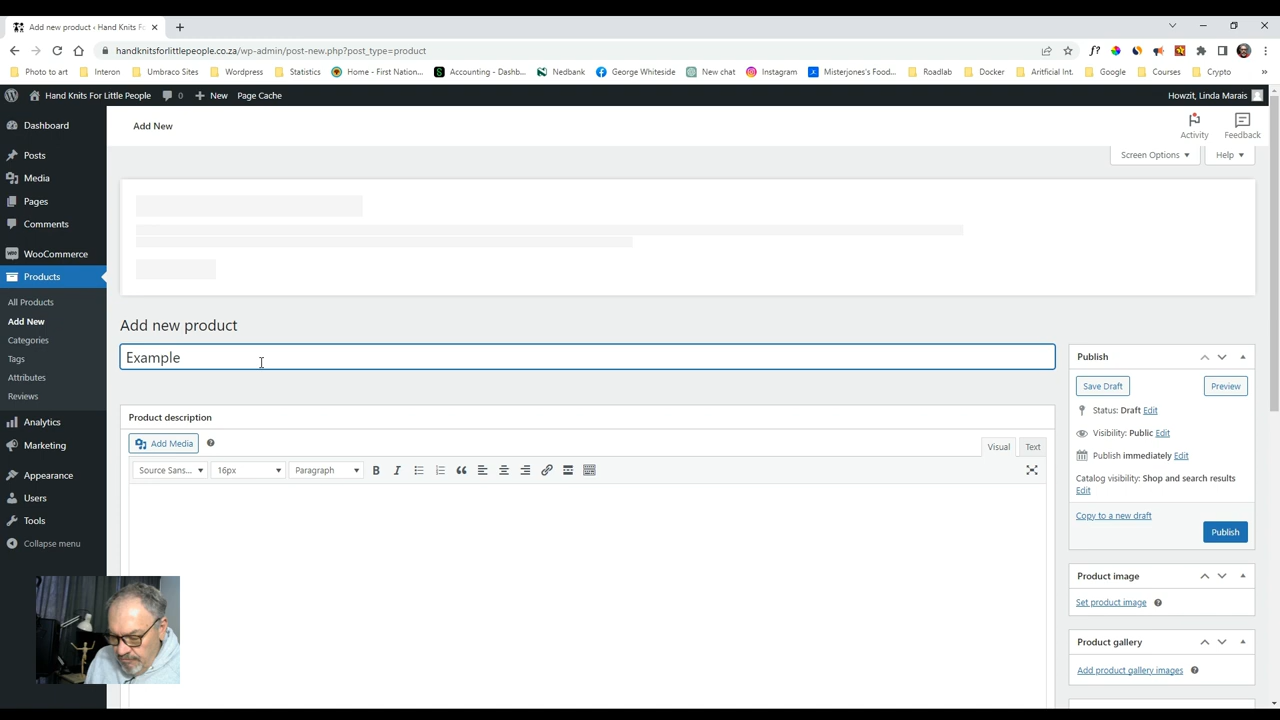 Add new product ‹ Hand Knits F
handknitsforlittlepeople.co.za/wp-admin/post-new.php?post_type=product
f?
Photo to art Interon Umbraco Sites Wordpress Statistics Home - First Nation... Accounting - Dashb... Nedbank George Whiteside New chat Instagram Misterjones's Food... Roadlab Docker Aritficial Int. Google Courses Crypto »
Hand Knits For Little People 0 New Page Cache Howzit, Linda Marais
Dashboard
Posts
Media
Pages
Comments
WooCommerce
Products
All Products
Add New
Categories
Tags
Attributes
Reviews
Analytics
Marketing
Appearance
Users
Tools
Collapse menu
Add New
Activity
Feedback
Screen Options
Help
Add new product
Example
Product description
Add Media
Visual Text
Source Sans... 16px Paragraph B I
Publish
Save Draft Preview
Status: Draft Edit
Visibility: Public Edit
Publish immediately Edit
Catalog visibility: Shop and search results
Edit
Copy to a new draft
Publish
Product image
Set product image
Product gallery
Add product gallery images